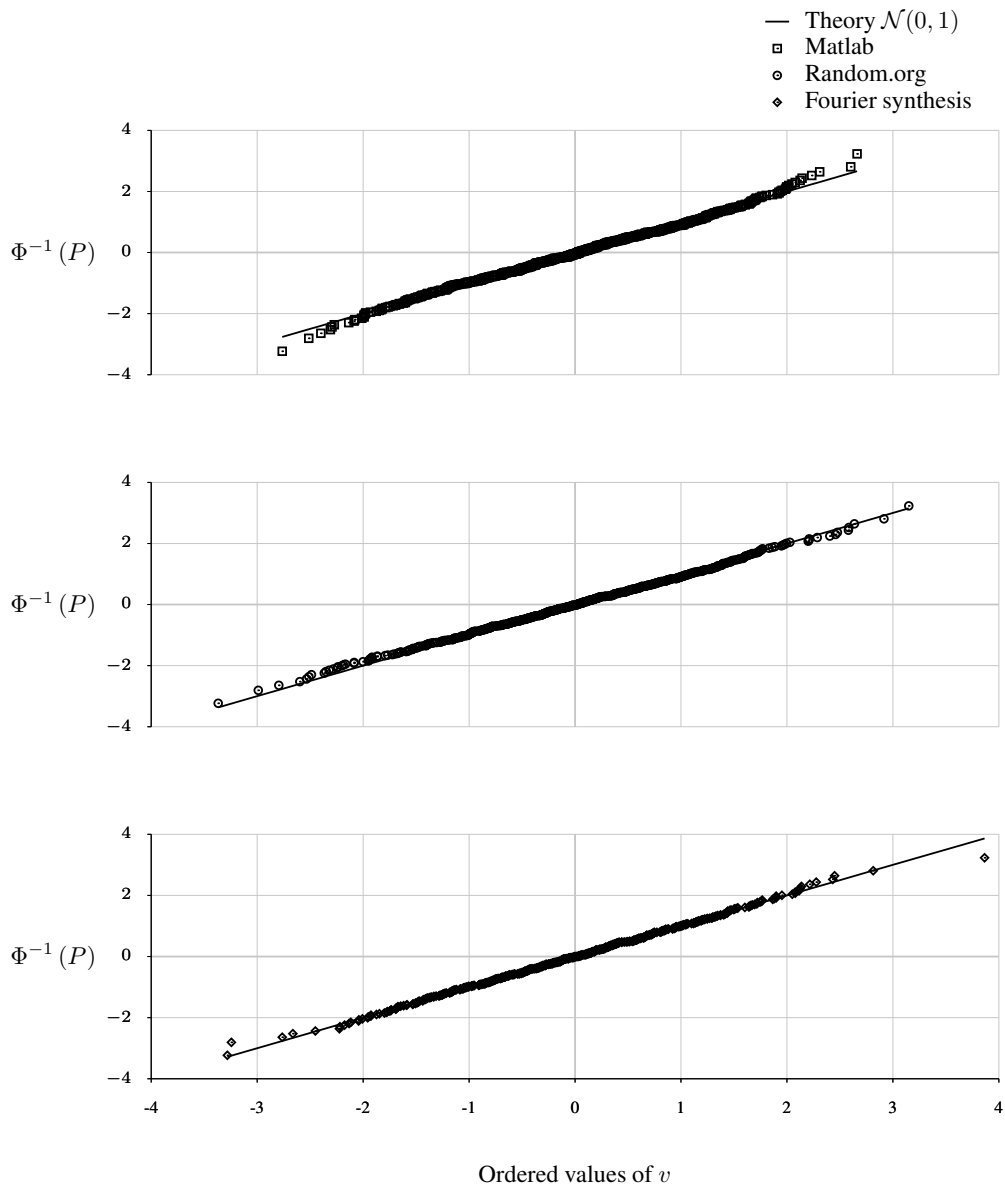 Theory 𝒩(0, 1)
Matlab
Random.org
Fourier synthesis
4
2
0
−2
−4
Φ⁻¹ (P)
4
2
0
−2
−4
Φ⁻¹ (P)
4
2
0
−2
−4
Φ⁻¹ (P)
-4 -3 -2 -1 0 1 2 3 4
Ordered values of v